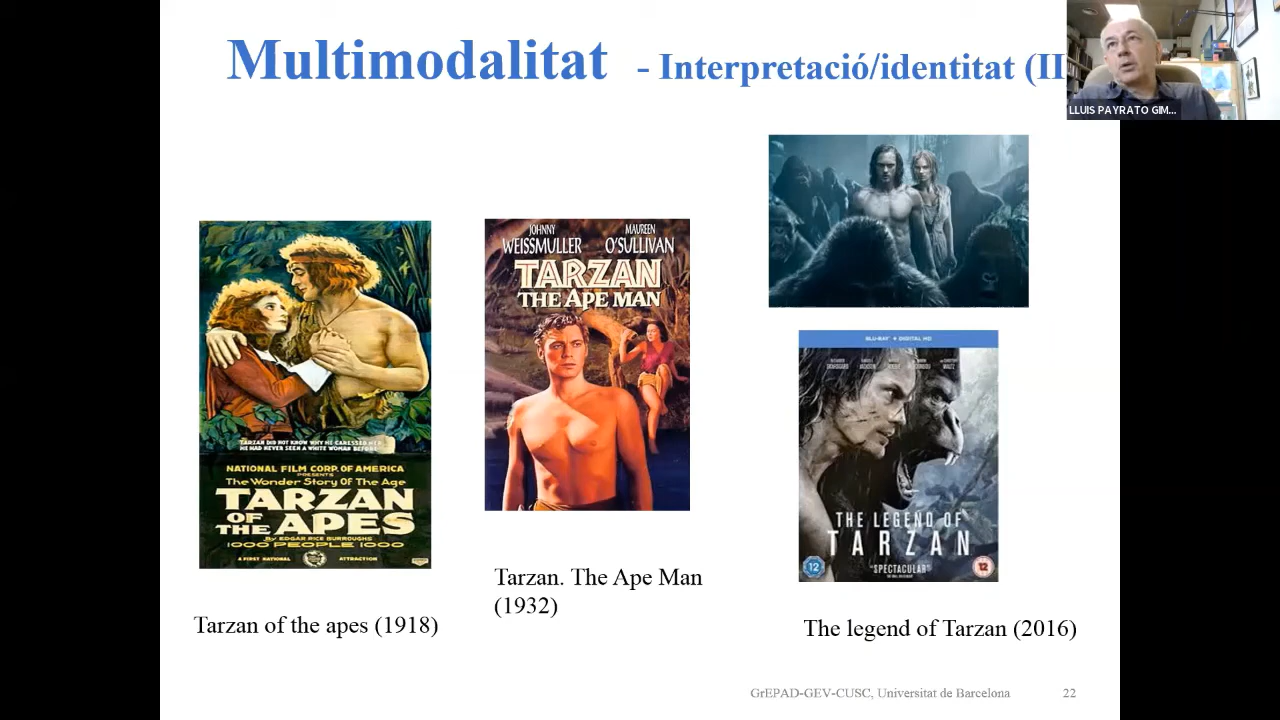 Multimodalitat - Interpretació/identitat (II
LLUIS PAYRATO GIM...
TARZAN DID NOT KNOW WHY HE CARESSED HER
HE HAD NEVER SEEN A WHITE WOMAN BEFORE
NATIONAL FILM CORP. OF AMERICA
PRESENTS
The Wonder Story Of The Age
TARZAN
OF THE APES
By EDGAR RICE BURROUGHS
1000 PEOPLE 1000
A FIRST NATIONAL ATTRACTION
Tarzan of the apes (1918)
JOHNNY WEISSMULLER
MAUREEN O'SULLIVAN
TARZAN
THE APE MAN
Tarzan. The Ape Man
(1932)
BLU-RAY + DIGITAL HD
THE LEGEND OF
TARZAN
"SPECTACULAR"
12
12
The legend of Tarzan (2016)
GrEPAD-GEV-CUSC, Universitat de Barcelona
22